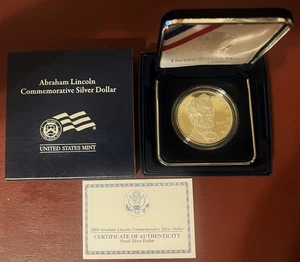 Abraham Lincoln
Commemorative Silver Dollar
UNITED STATES MINT
2009 Abraham Lincoln Commemorative Silver Dollar
CERTIFICATE OF AUTHENTICITY
Proof Silver Dollar